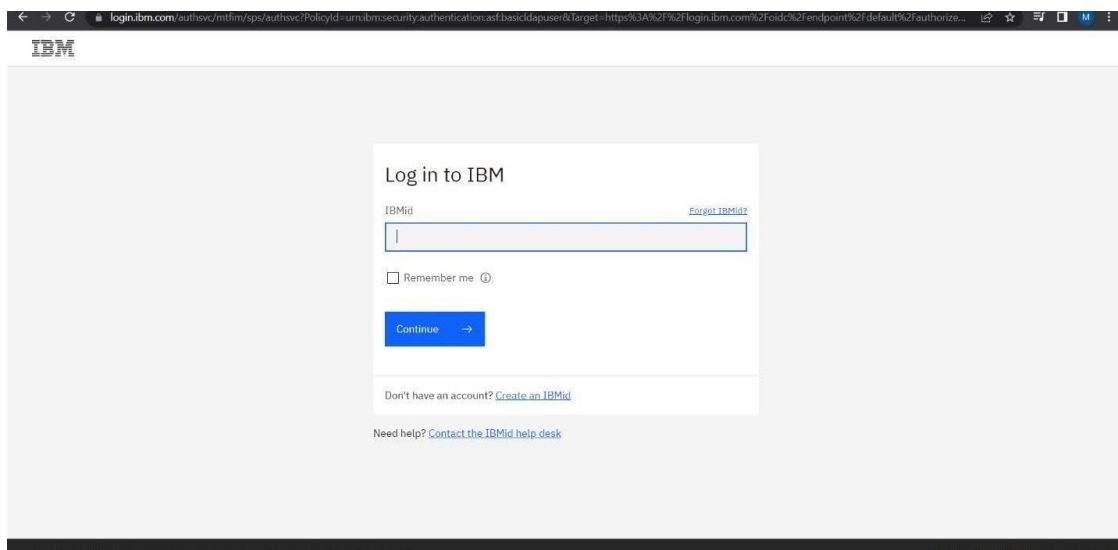 login.ibm.com/authsvc/mtfim/sps/authsvc?PolicyId=urn:ibm:security:authentication:asf:basicldapuser&Target=https%3A%2F%2Flogin.ibm.com%2Foidc%2Fendpoint%2Fdefault%2Fauthorize... M
IBM
Log in to IBM
IBMid Forgot IBMid?
Remember me
Continue →
Don't have an account? Create an IBMid
Need help? Contact the IBMid help desk